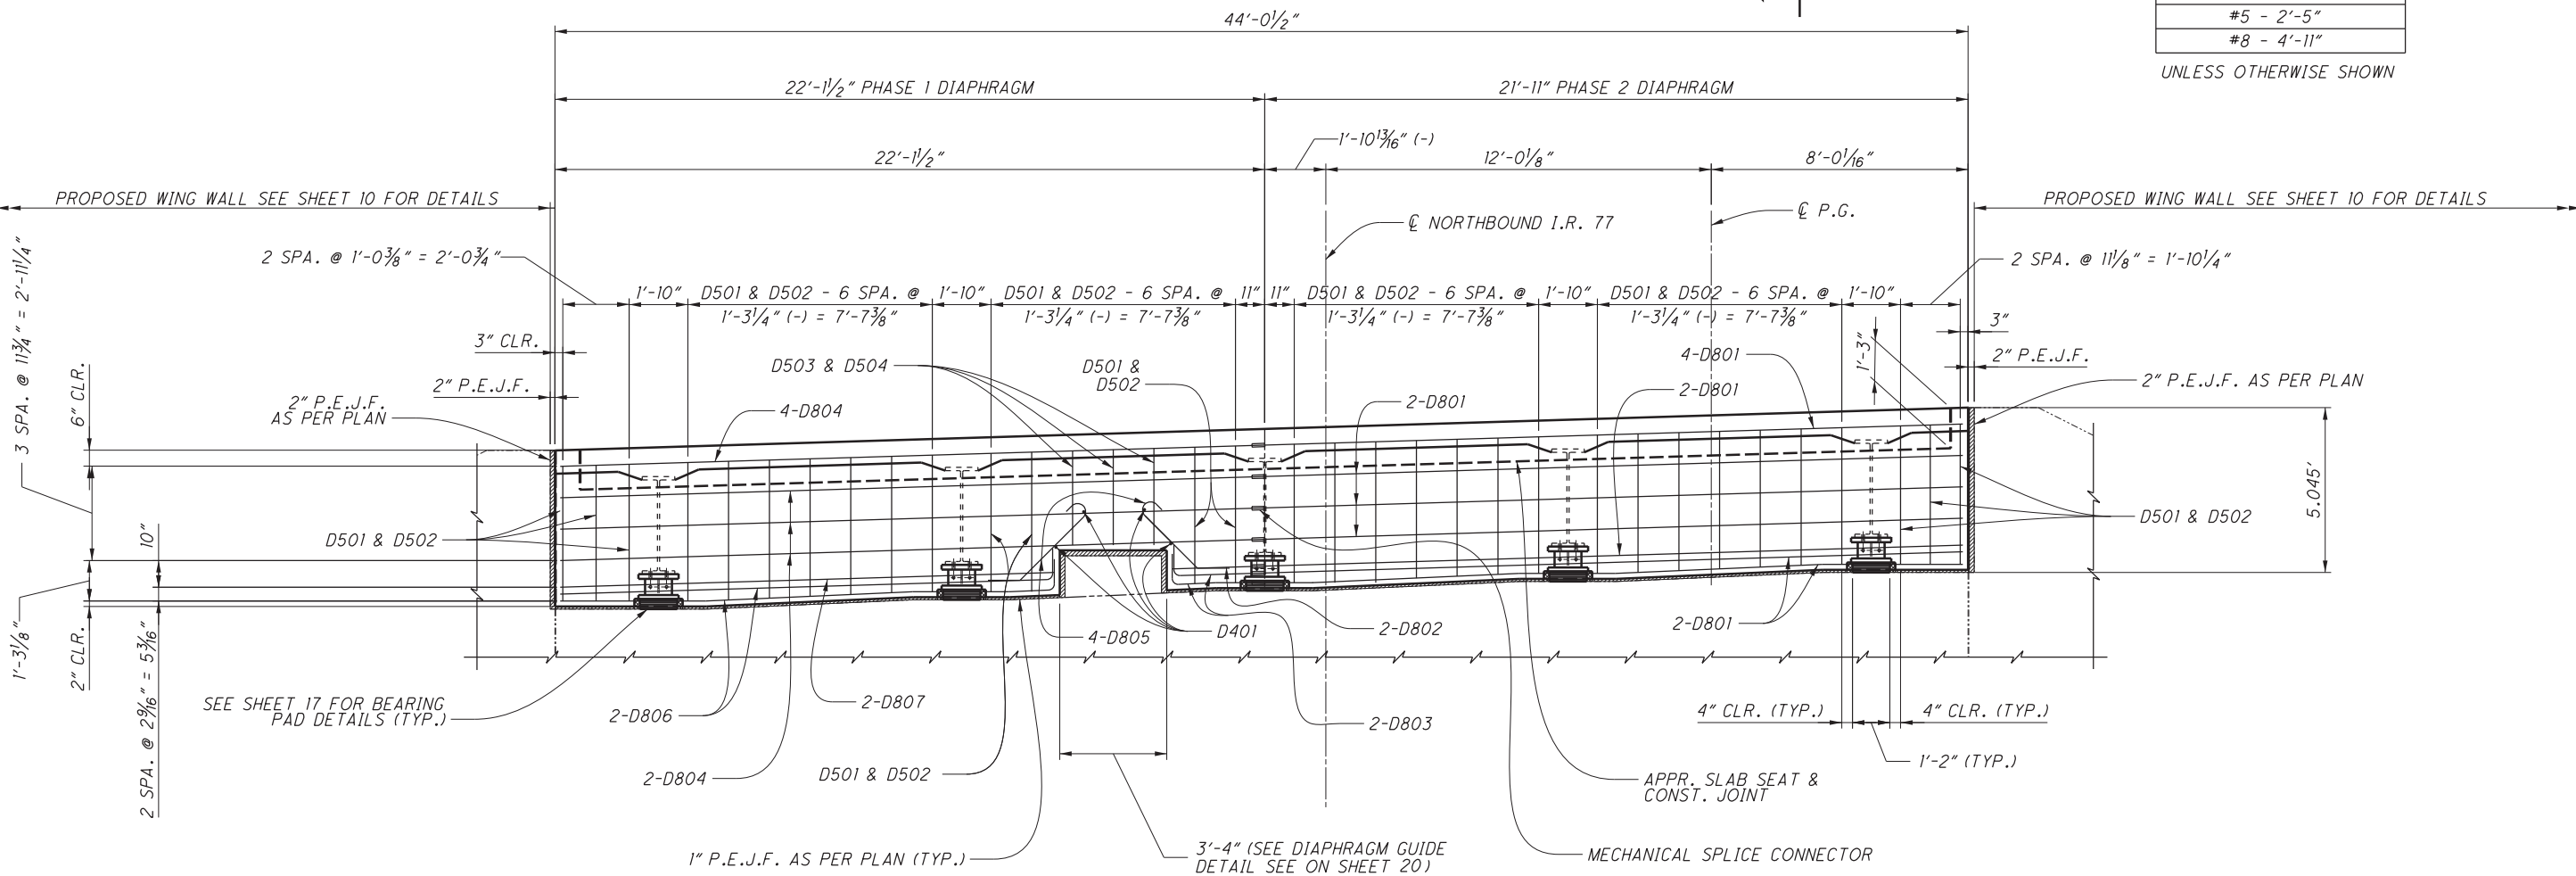 44'-0½"
#5 - 2'-5"
#8 - 4'-11"
UNLESS OTHERWISE SHOWN
22'-1½" PHASE 1 DIAPHRAGM
21'-11" PHASE 2 DIAPHRAGM
1'-10¹³⁄₁₆" (-)
22'-1½"
12'-0⅛"
8'-0¹⁄₁₆"
PROPOSED WING WALL SEE SHEET 10 FOR DETAILS
PROPOSED WING WALL SEE SHEET 10 FOR DETAILS
℄ NORTHBOUND I.R. 77
℄ P.G.
2 SPA. @ 1'-0⅜" = 2'-0¾"
2 SPA. @ 11⅛" = 1'-10¼"
1'-10"
D501 & D502 - 6 SPA. @
1'-3¼" (-) = 7'-7⅜"
1'-10"
D501 & D502 - 6 SPA. @
1'-3¼" (-) = 7'-7⅜"
11"
11"
D501 & D502 - 6 SPA. @
1'-3¼" (-) = 7'-7⅜"
1'-10"
D501 & D502 - 6 SPA. @
1'-3¼" (-) = 7'-7⅜"
1'-10"
3" CLR.
3"
2" P.E.J.F.
2" P.E.J.F.
2" P.E.J.F.
AS PER PLAN
2" P.E.J.F. AS PER PLAN
D503 & D504
D501 &
D502
4-D801
1'-3"
2-D801
2-D801
4-D804
3 SPA. @ 11¾" = 2'-11¼"
6" CLR.
10"
1'-3⅛"
2" CLR.
2 SPA. @ 2⁹⁄₁₆" = 5³⁄₁₆"
D501 & D502
D501 & D502
5.045'
4-D805
D401
2-D802
2-D801
SEE SHEET 17 FOR BEARING
PAD DETAILS (TYP.)
2-D806
2-D807
2-D803
4" CLR. (TYP.)
4" CLR. (TYP.)
1'-2" (TYP.)
2-D804
D501 & D502
APPR. SLAB SEAT &
CONST. JOINT
1" P.E.J.F. AS PER PLAN (TYP.)
3'-4" (SEE DIAPHRAGM GUIDE
DETAIL SEE ON SHEET 20)
MECHANICAL SPLICE CONNECTOR